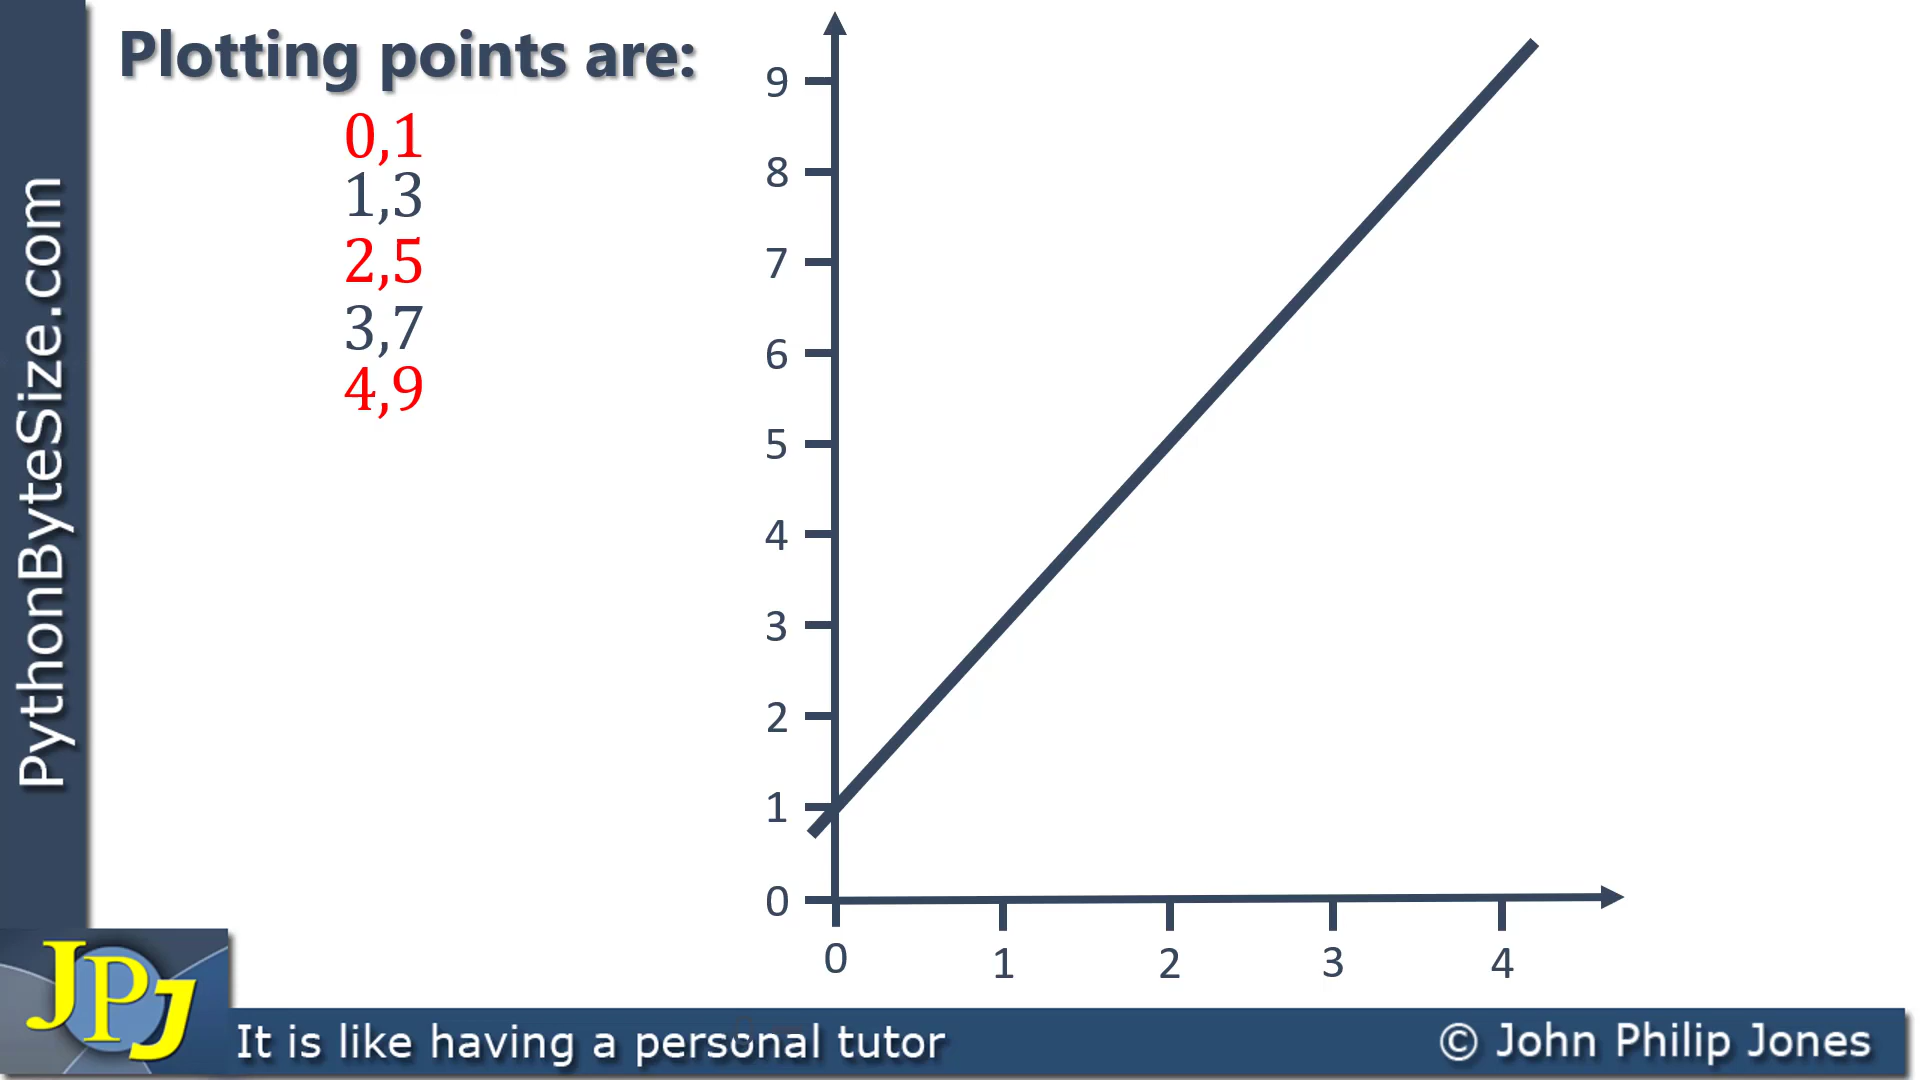 Plotting points are:
0,1
1,3
2,5
3,7
4,9
9
8
7
6
5
4
3
2
1
0
0 1 2 3 4
PythonByteSize.com
JPJ
It is like having a personal tutor
© John Philip Jones